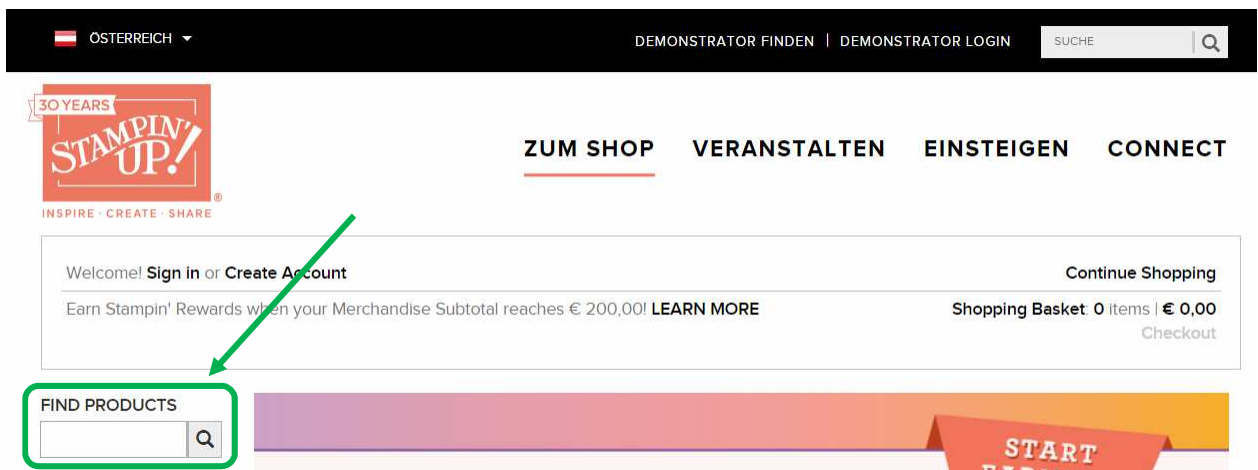 ÖSTERREICH
DEMONSTRATOR FINDEN | DEMONSTRATOR LOGIN
SUCHE
30 YEARS
STAMPIN'
UP!
®
INSPIRE · CREATE · SHARE
ZUM SHOP
VERANSTALTEN
EINSTEIGEN
CONNECT
Welcome! Sign in or Create Account
Continue Shopping
Earn Stampin' Rewards when your Merchandise Subtotal reaches € 200,00! LEARN MORE
Shopping Basket: 0 items | € 0,00
Checkout
FIND PRODUCTS
START